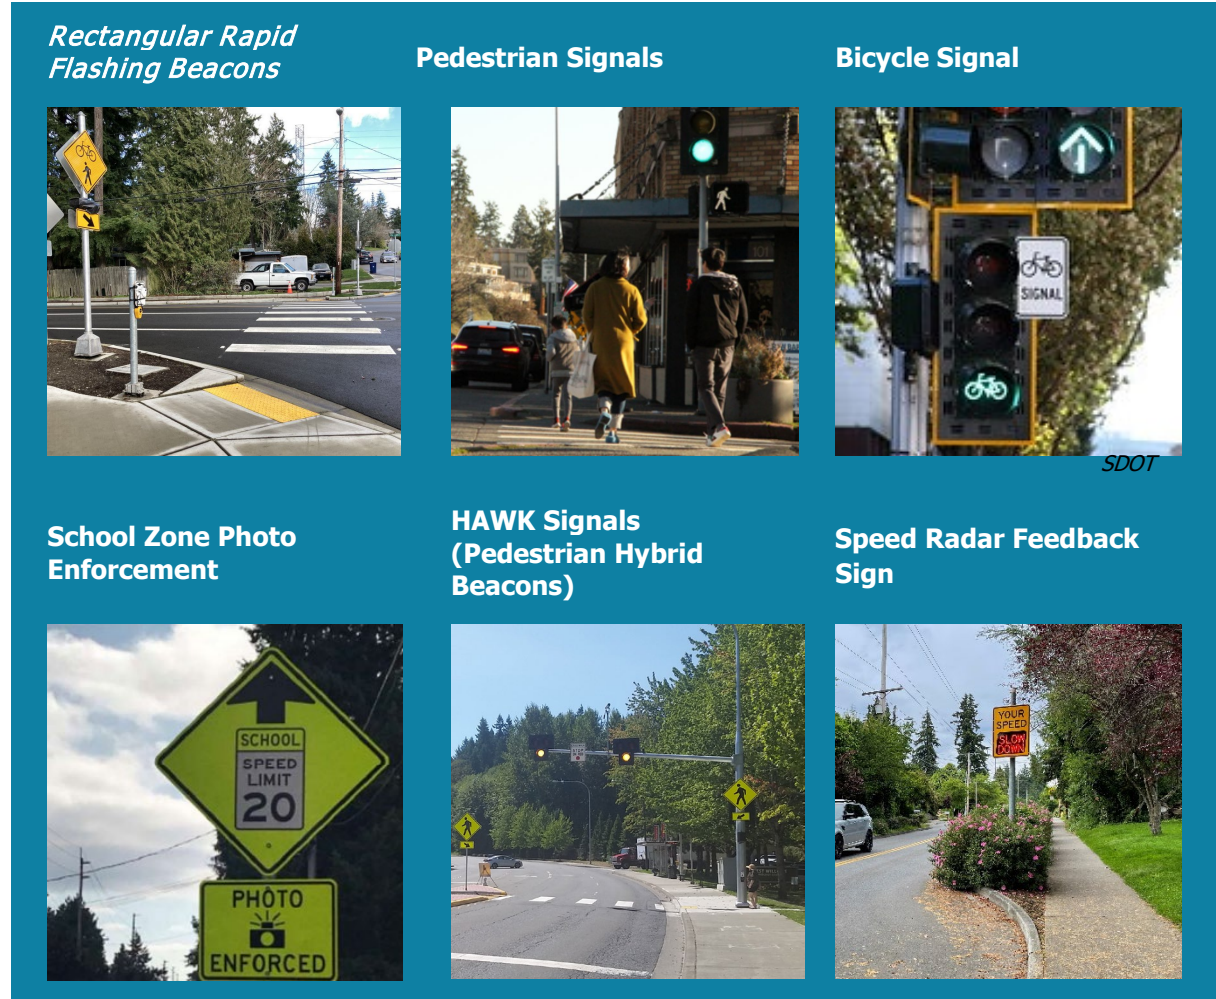 Rectangular Rapid
Flashing Beacons
Pedestrian Signals
Bicycle Signal
101
SIGNAL
SDOT
School Zone Photo
Enforcement
HAWK Signals
(Pedestrian Hybrid
Beacons)
Speed Radar Feedback
Sign
SCHOOL
SPEED
LIMIT
20
PHOTO
ENFORCED
YOUR
SPEED
SLOW
DOWN